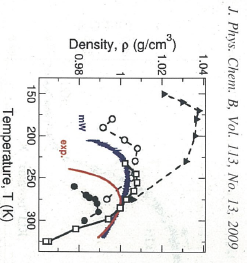 J. Phys. Chem. B, Vol. 113, No. 13, 2009
Density, ρ (g/cm³)
0.98
1
1.02
1.04
150
200
250
300
mW
exp.
Temperature, T (K)